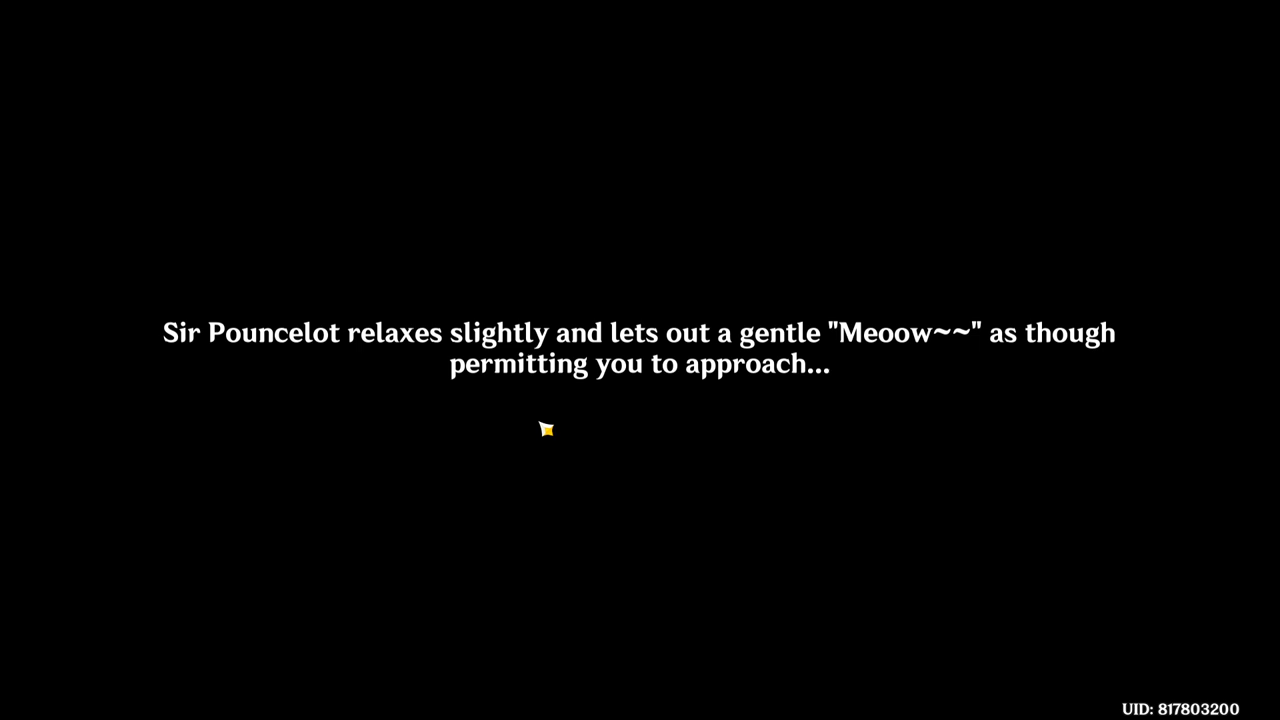 Sir Pouncelot relaxes slightly and lets out a gentle "Meoow~~" as though
permitting you to approach...
UID: 817803200